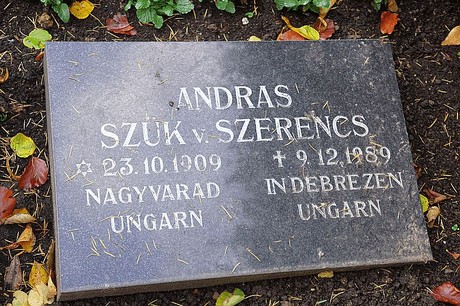 ANDRAS
SZÜK v. SZERENCS
✡ 23.10.1909 ✝ 9.12.1989
NAGYVARAD IN DEBREZEN
UNGARN UNGARN